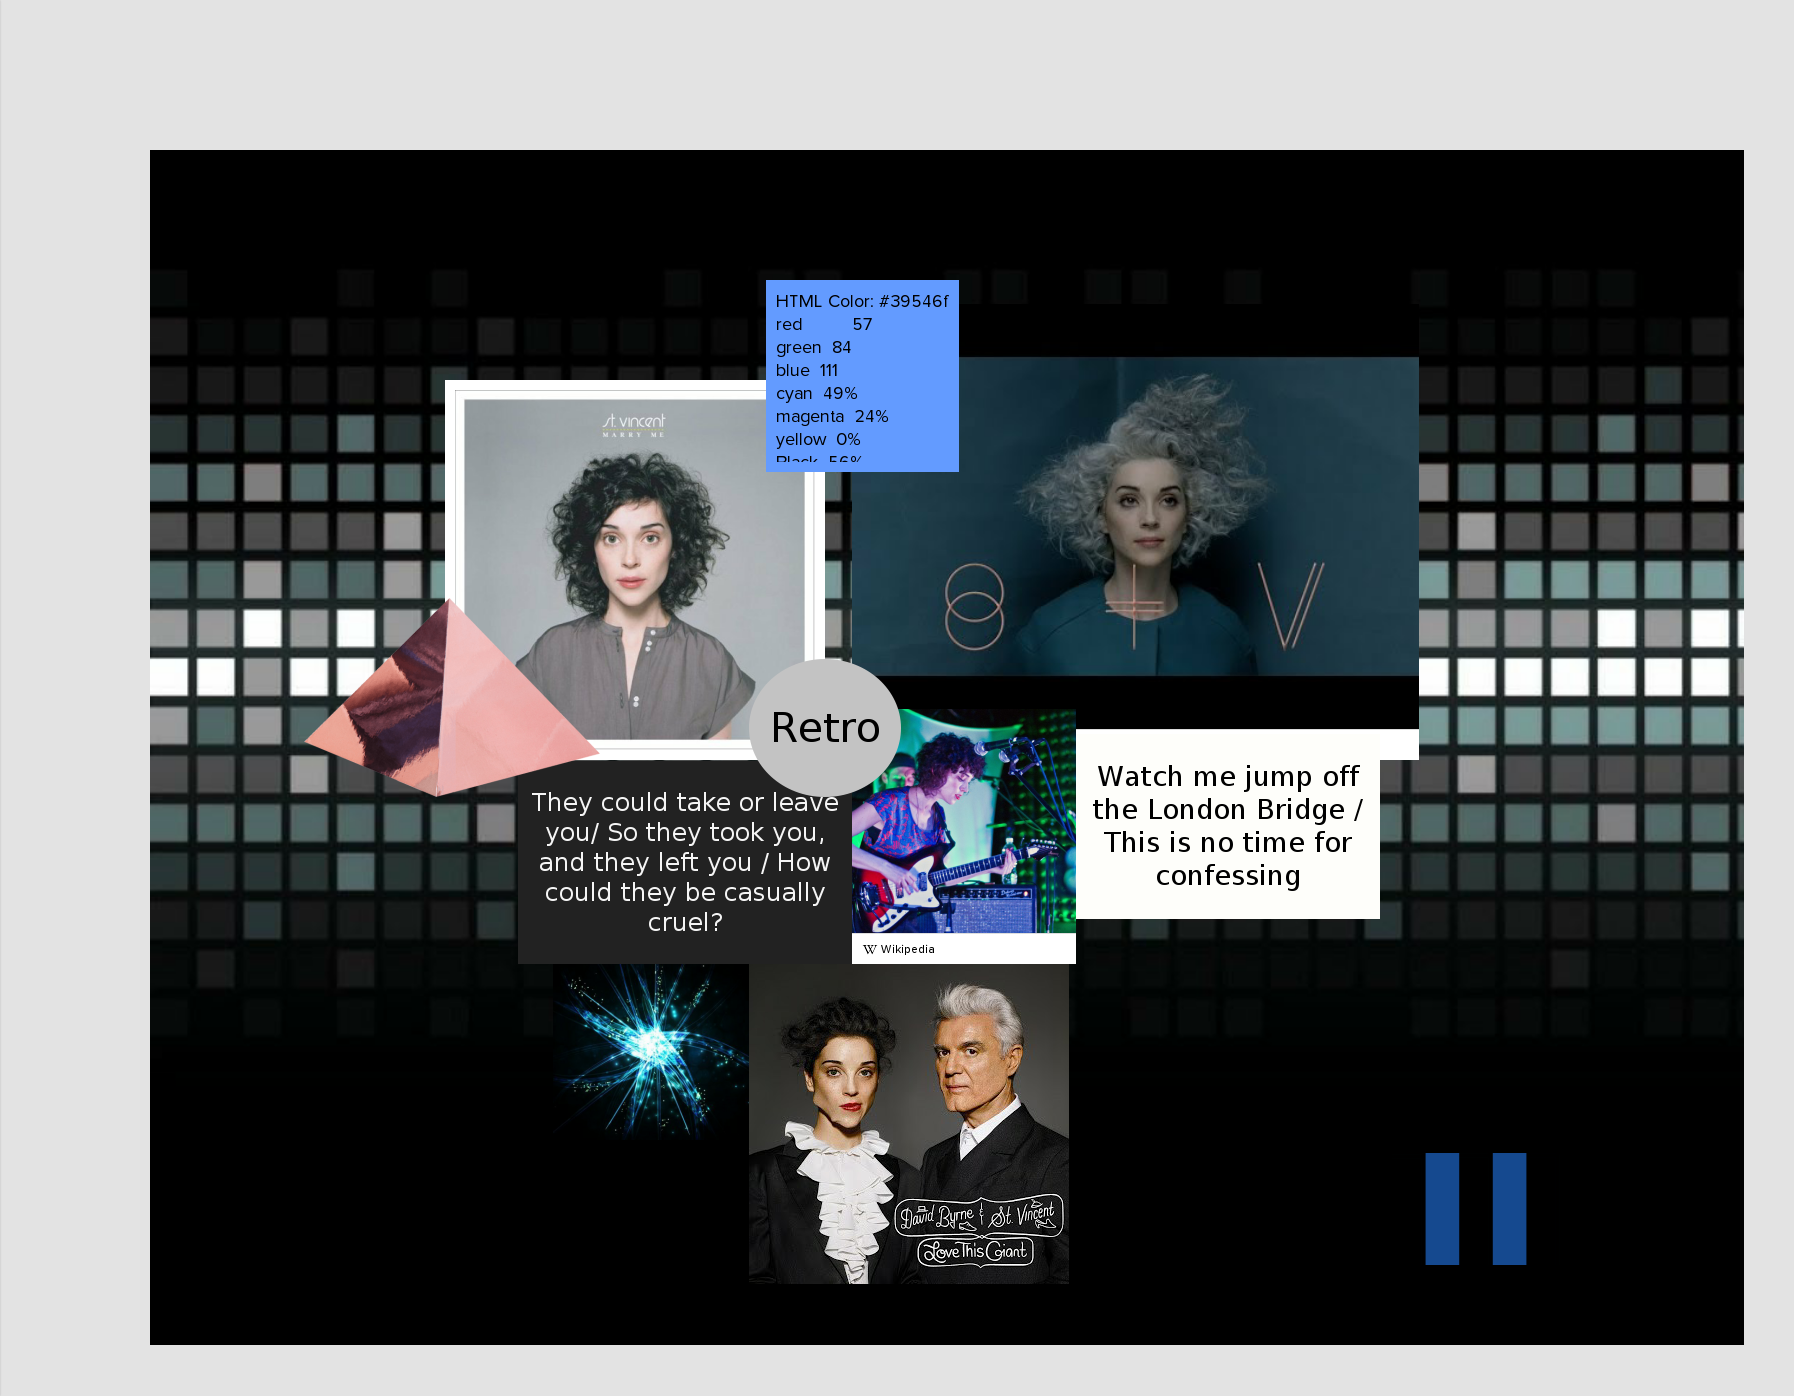 HTML Color: #39546f
red 57
green 84
blue 111
cyan 49%
magenta 24%
yellow 0%
Black 56%
st. vincent
MARRY ME
Retro
They could take or leave
you/ So they took you,
and they left you / How
could they be casually
cruel?
W Wikipedia
Watch me jump off
the London Bridge /
This is no time for
confessing
David Byrne & St. Vincent
Love This Giant